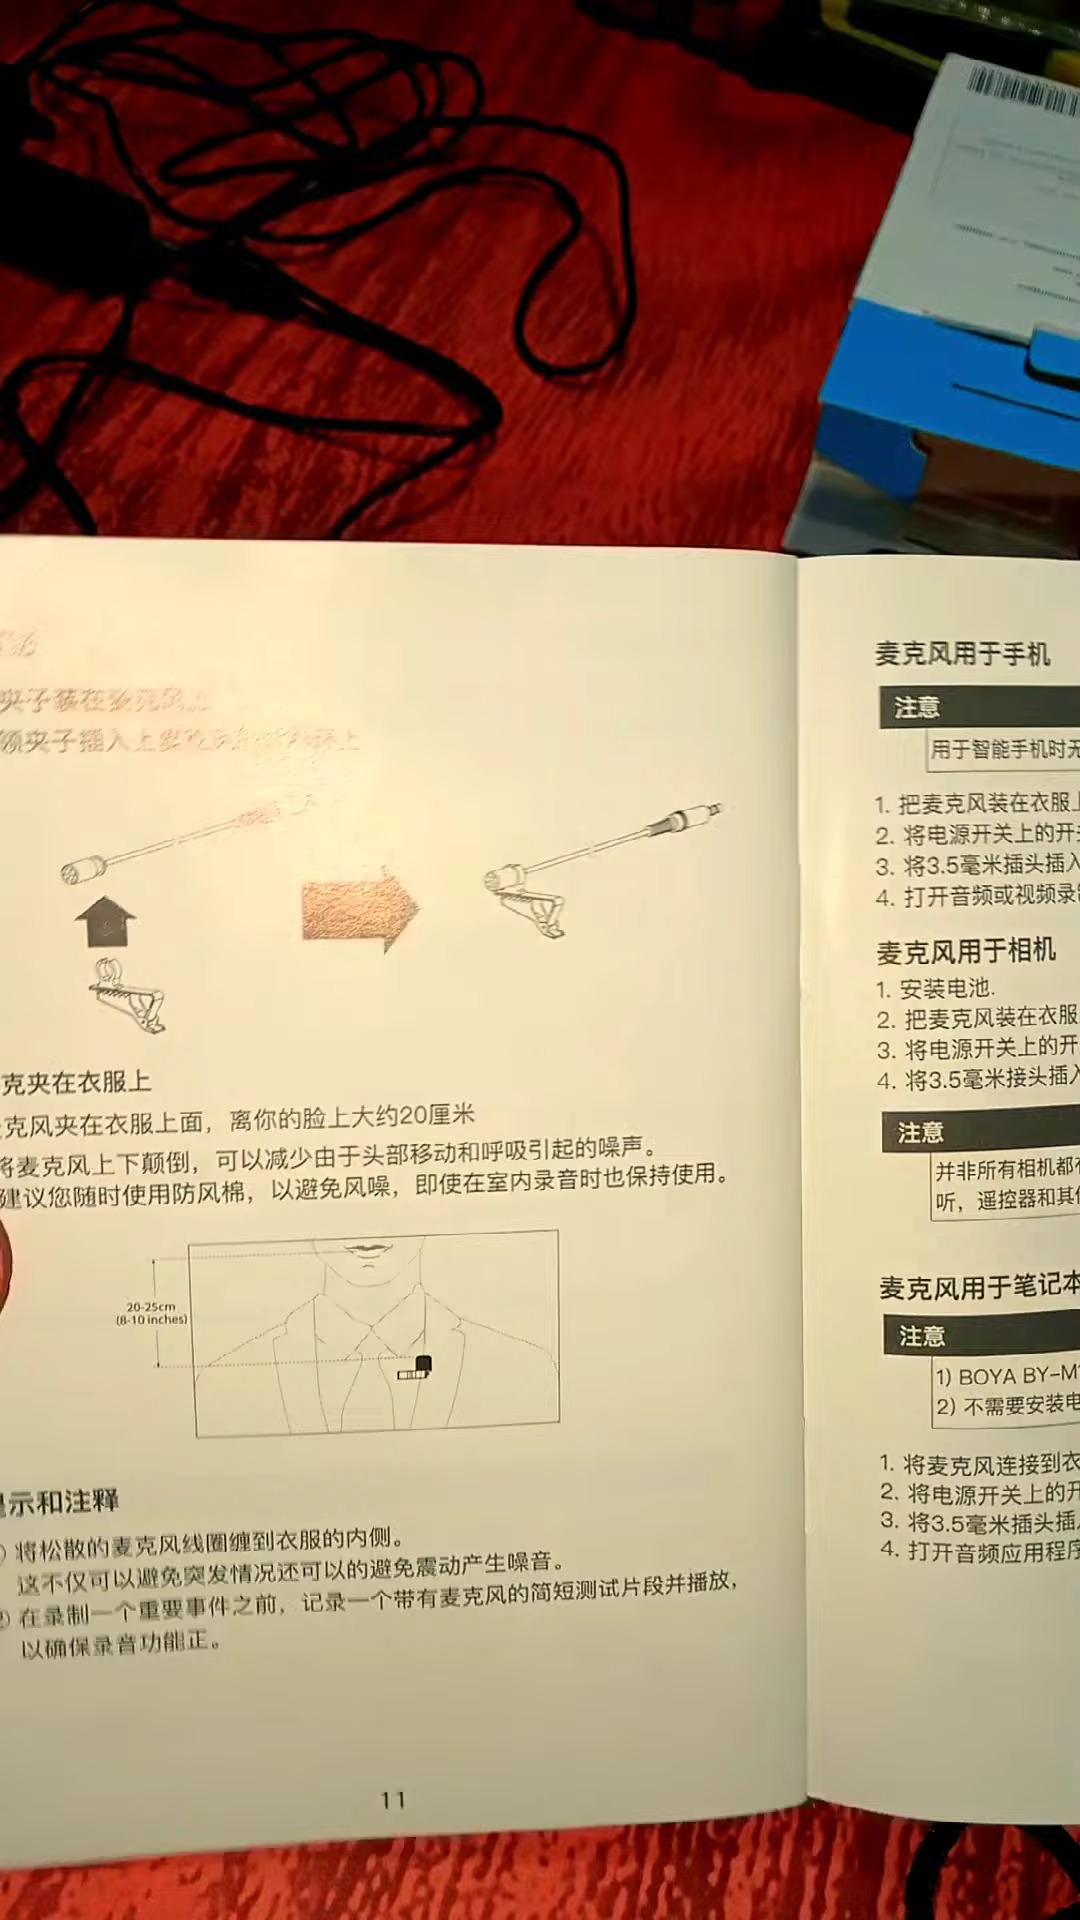 夹子装在麦克风上
领夹子插入上
克夹在衣服上
克风夹在衣服上面，离你的脸上大约20厘米
将麦克风上下颠倒，可以减少由于头部移动和呼吸引起的噪声。
建议您随时使用防风棉，以避免风噪，即使在室内录音时也保持使用。
20-25cm
(8-10 inches)
示和注释
将松散的麦克风线圈缠到衣服的内侧。
这不仅可以避免突发情况还可以的避免震动产生噪音。
在录制一个重要事件之前，记录一个带有麦克风的简短测试片段并播放，
以确保录音功能正。
11
麦克风用于手机
注意
用于智能手机时无
1. 把麦克风装在衣服上
2. 将电源开关上的开关
3. 将3.5毫米插头插入
4. 打开音频或视频录制
麦克风用于相机
1. 安装电池.
2. 把麦克风装在衣服
3. 将电源开关上的开
4. 将3.5毫米接头插入
注意
并非所有相机都有
听，遥控器和其他
麦克风用于笔记本
注意
1) BOYA BY-M1
2) 不需要安装电
1. 将麦克风连接到衣
2. 将电源开关上的开
3. 将3.5毫米插头插入
4. 打开音频应用程序